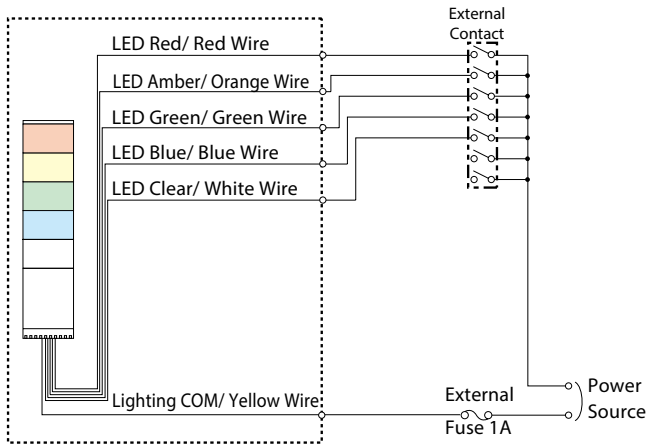 External
Contact
LED Red/ Red Wire
LED Amber/ Orange Wire
LED Green/ Green Wire
LED Blue/ Blue Wire
LED Clear/ White Wire
Lighting COM/ Yellow Wire
External
Fuse 1A
Power
Source